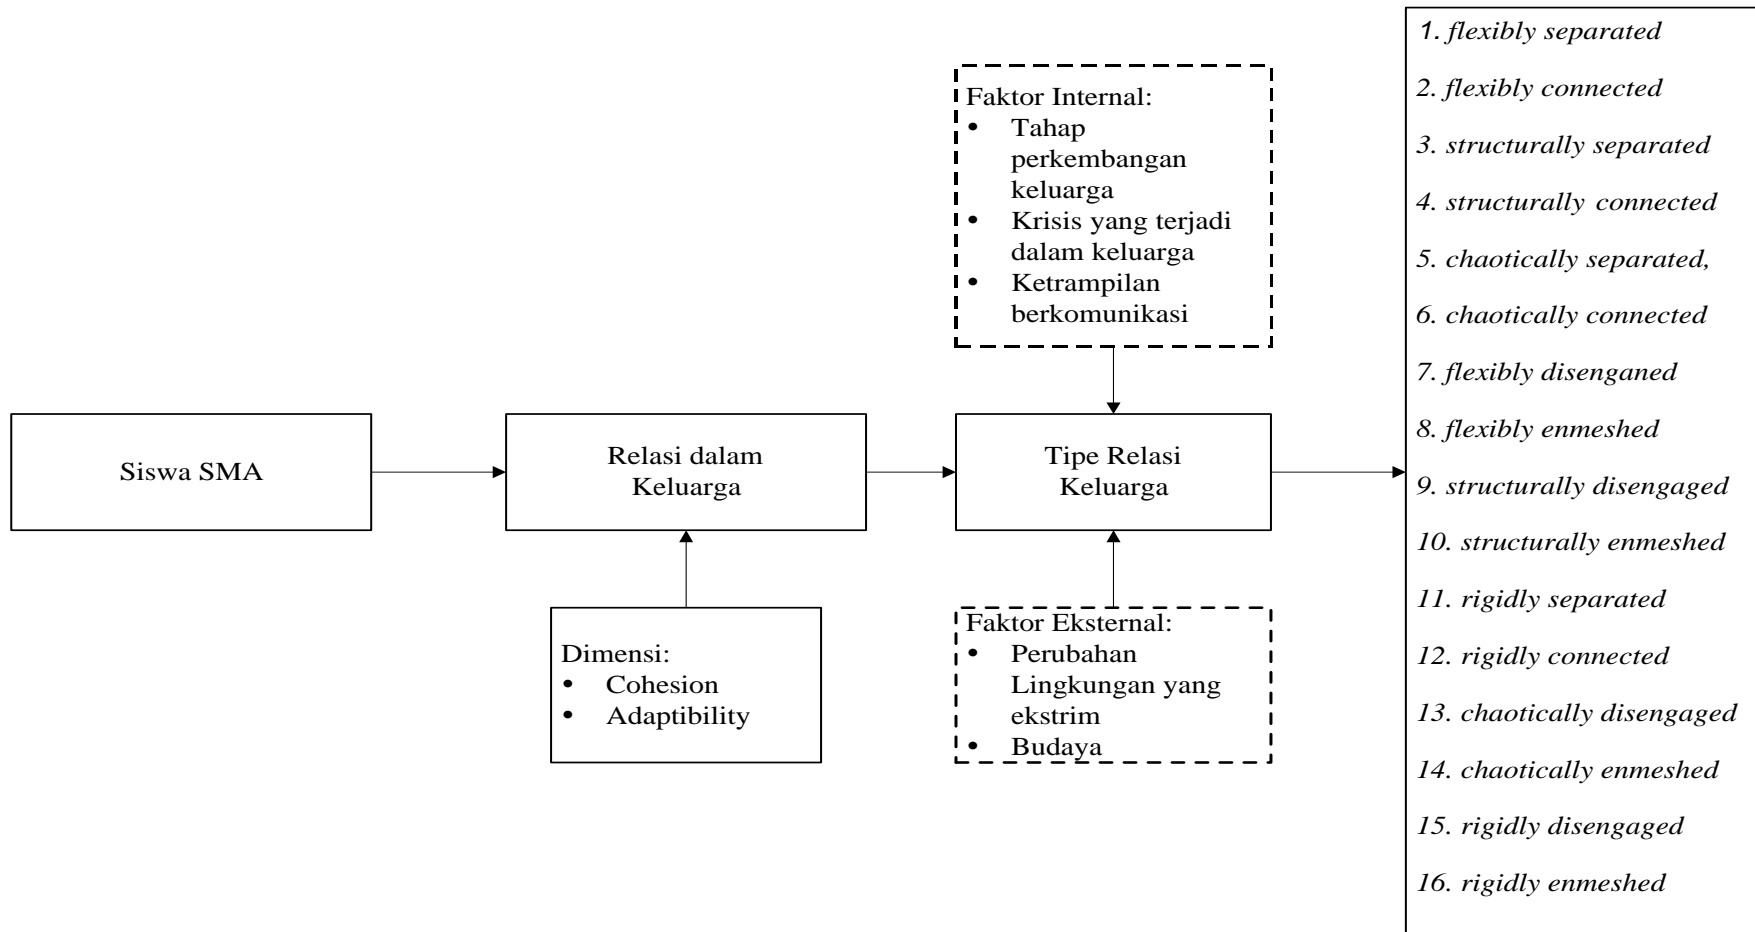 Siswa SMA
Relasi dalam
Keluarga
Dimensi:
• Cohesion
• Adaptibility
Faktor Internal:
• Tahap
perkembangan
keluarga
• Krisis yang terjadi
dalam keluarga
• Ketrampilan
berkomunikasi
Tipe Relasi
Keluarga
Faktor Eksternal:
• Perubahan
Lingkungan yang
ekstrim
• Budaya
1. flexibly separated
2. flexibly connected
3. structurally separated
4. structurally connected
5. chaotically separated,
6. chaotically connected
7. flexibly disenganed
8. flexibly enmeshed
9. structurally disengaged
10. structurally enmeshed
11. rigidly separated
12. rigidly connected
13. chaotically disengaged
14. chaotically enmeshed
15. rigidly disengaged
16. rigidly enmeshed